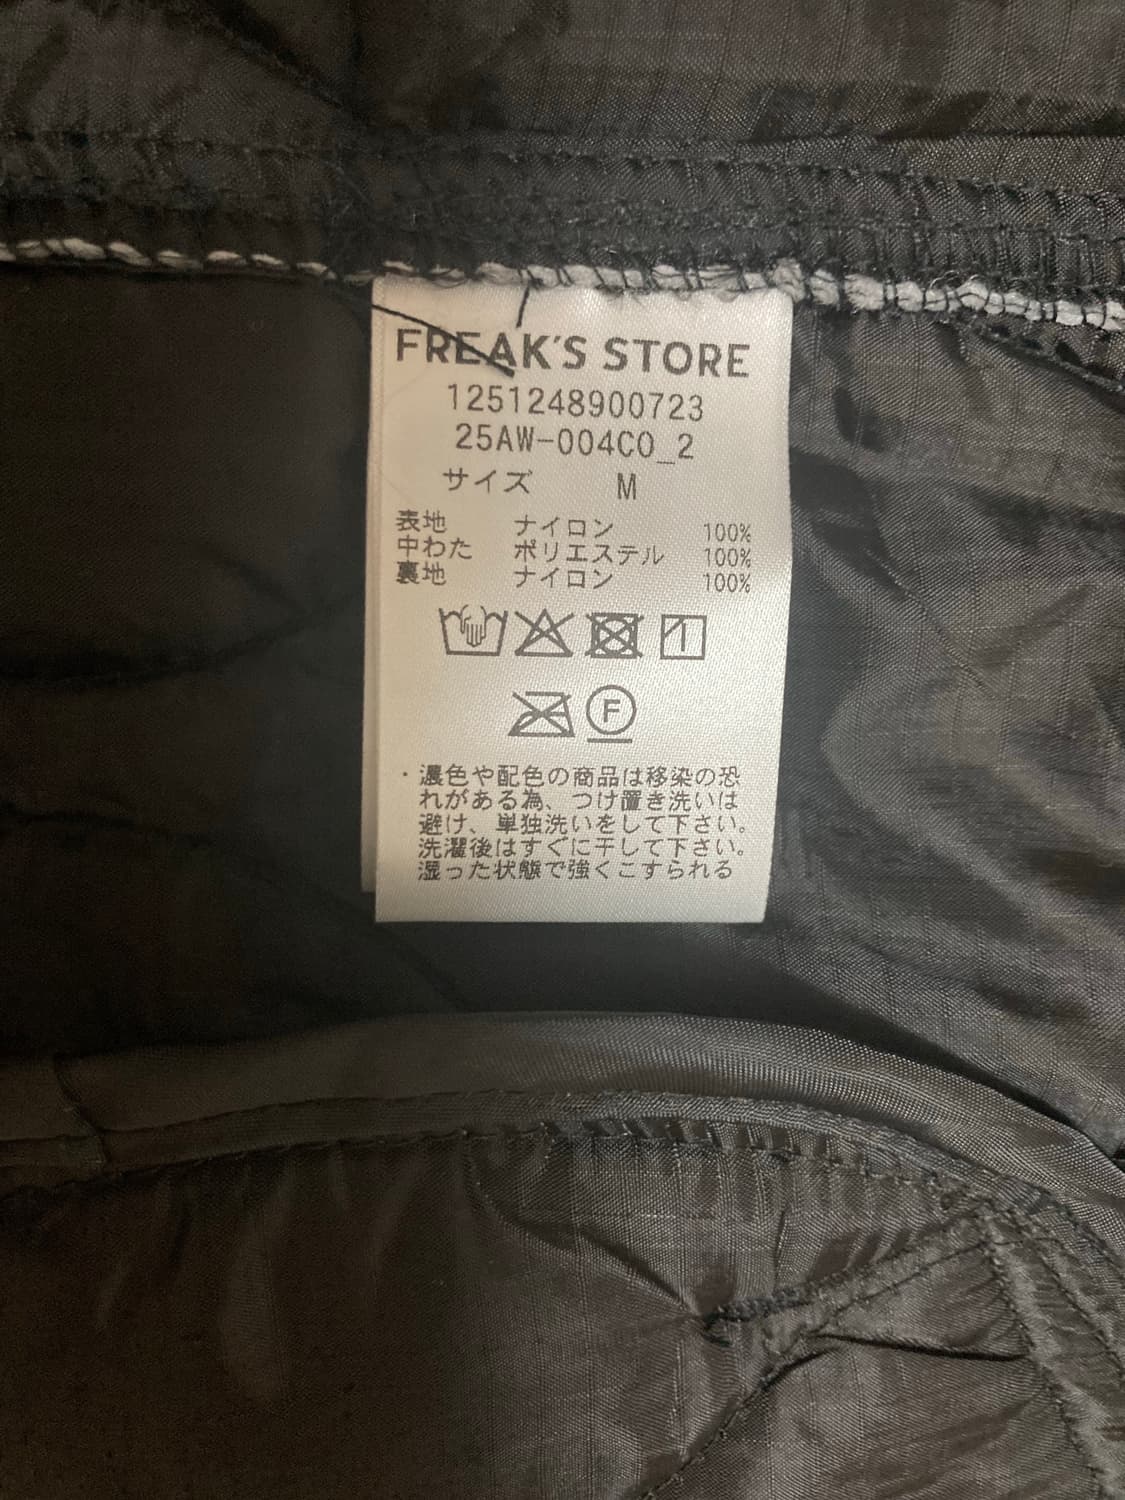 FREAK'S STORE
1251248900723
25AW-004CO_2
サイズ M
表地 ナイロン 100%
中わた ポリエステル 100%
裏地 ナイロン 100%
F
・濃色や配色の商品は移染の恐
れがある為、つけ置き洗いは
避け、単独洗いをして下さい。
洗濯後はすぐに干して下さい。
湿った状態で強くこすられる